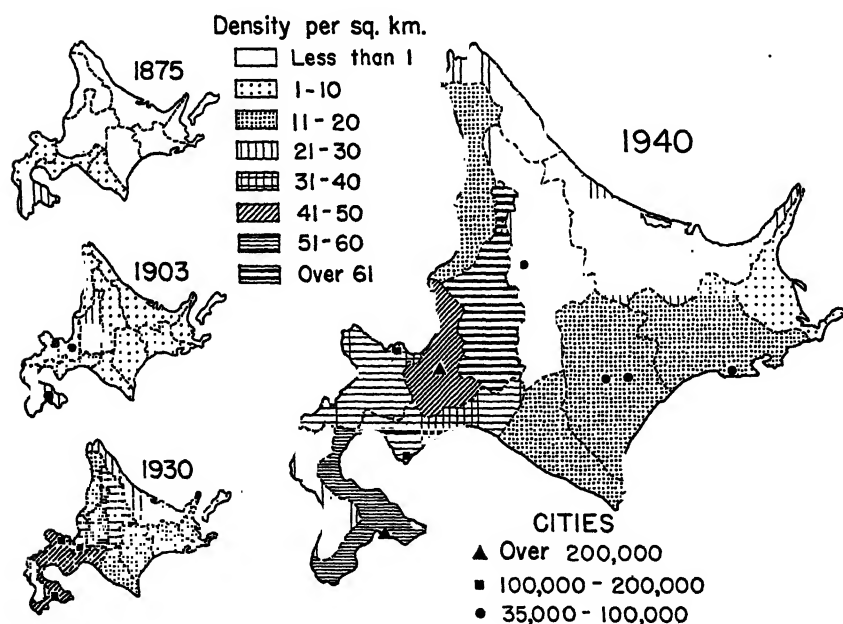 Density per sq. km.
Less than 1
1-10
11-20
21-30
31-40
41-50
51-60
Over 61
1875
1903
1930
1940
CITIES
Over 200,000
100,000-200,000
35,000-100,000